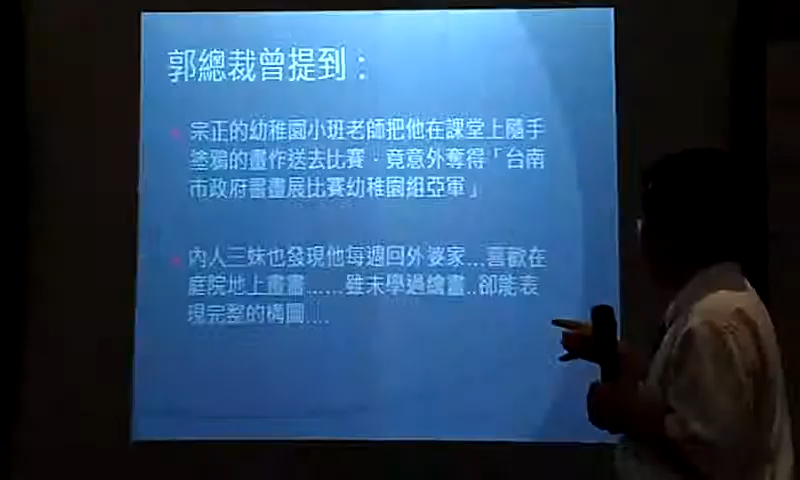 郭總裁曾提到：
宗正的幼稚園小班老師把他在課堂上隨手
塗鴉的畫作送去比賽，竟意外奪得「台南
市政府書畫展比賽幼稚園組亞軍」
內人三妹也發現他每週回外婆家...喜歡在
庭院地上畫畫......雖未學過繪畫..卻能表
現完整的構圖....